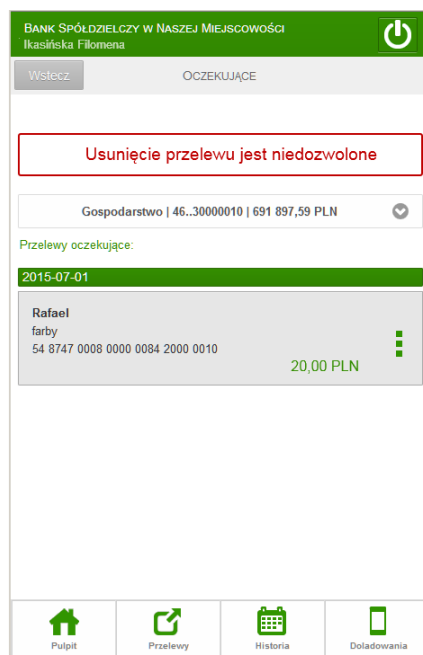 Bank Spółdzielczy w Naszej Miejscowości
Ikasińska Filomena
Wstecz
Oczekujące
Usunięcie przelewu jest niedozwolone
Gospodarstwo | 46..30000010 | 691 897,59 PLN
Przelewy oczekujące:
2015-07-01
Rafael
farby
54 8747 0008 0000 0084 2000 0010
20,00 PLN
Pulpit
Przelewy
Historia
Doladowania